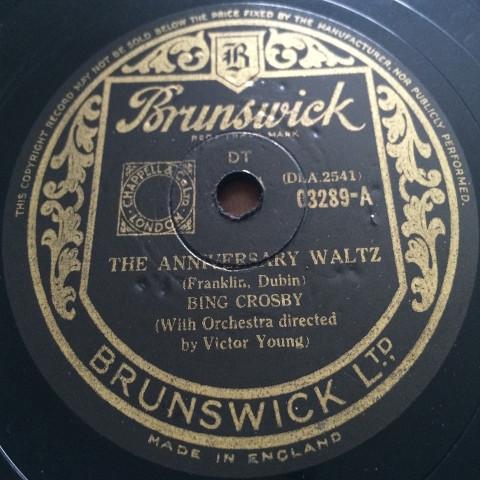 THIS COPYRIGHT RECORD MAY NOT BE SOLD BELOW THE PRICE FIXED BY THE MANUFACTURER, NOR PUBLICLY PERFORMED.
B
Brunswick
REGD TRADE MARK
DT
CHAPPELL & CO LTD
LONDON
(DLA.2541)
03289-A
THE ANNIVERSARY WALTZ
(Franklin, Dubin)
BING CROSBY
(With Orchestra directed
by Victor Young)
BRUNSWICK LTD.,
MADE IN ENGLAND